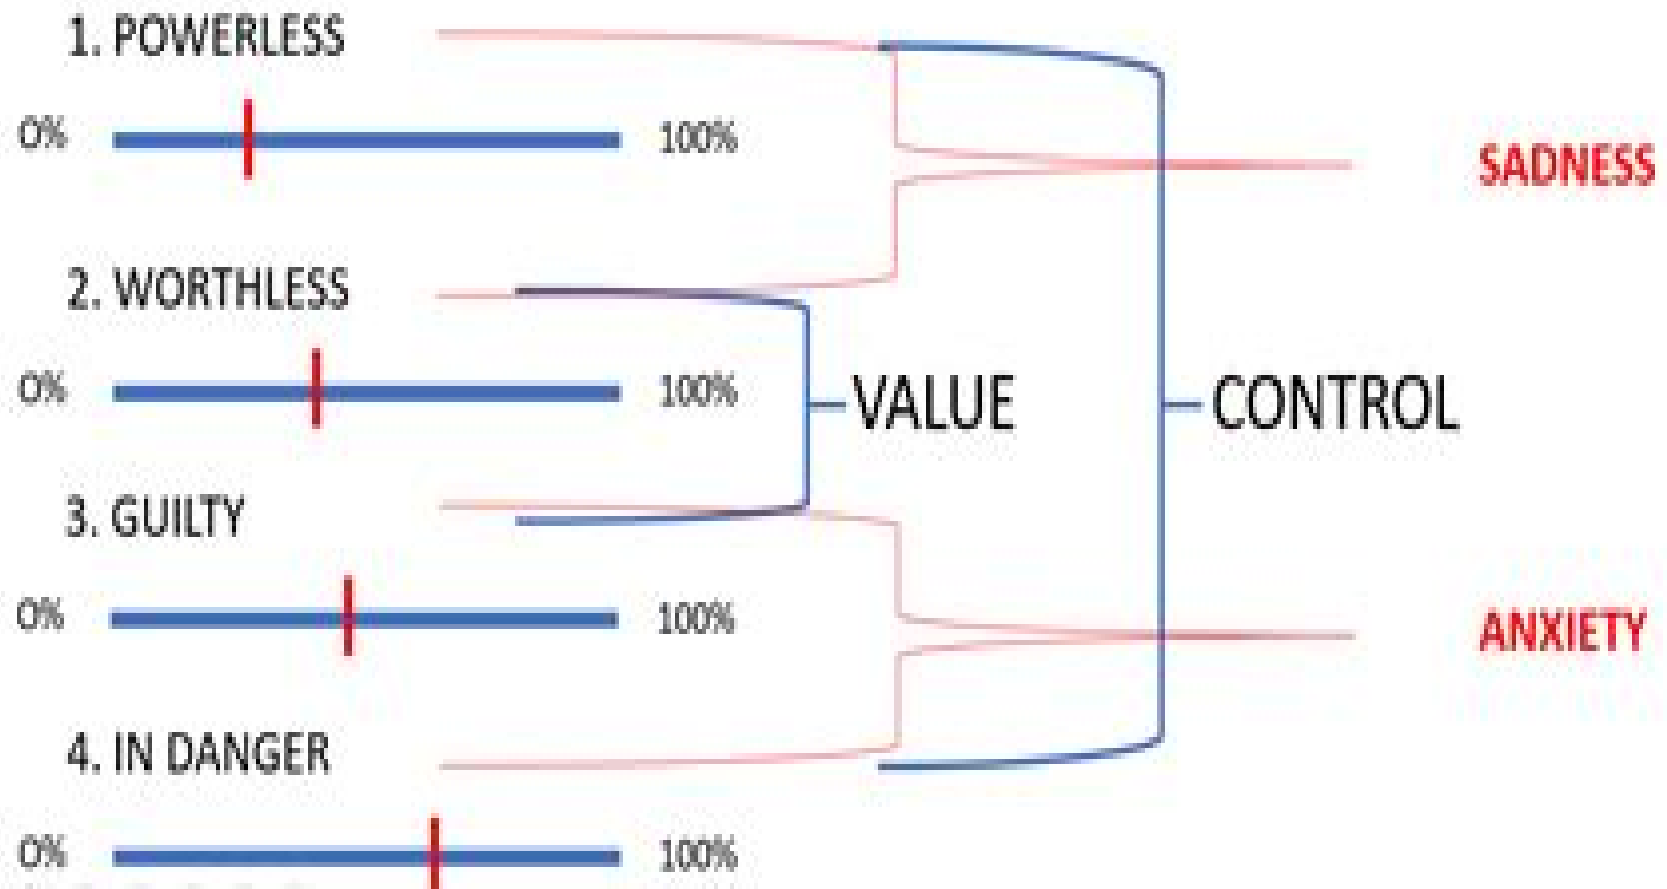 1. POWERLESS
0% 100%
SADNESS
2. WORTHLESS
0% 100%
VALUE CONTROL
3. GUILTY
0% 100%
ANXIETY
4. IN DANGER
0% 100%